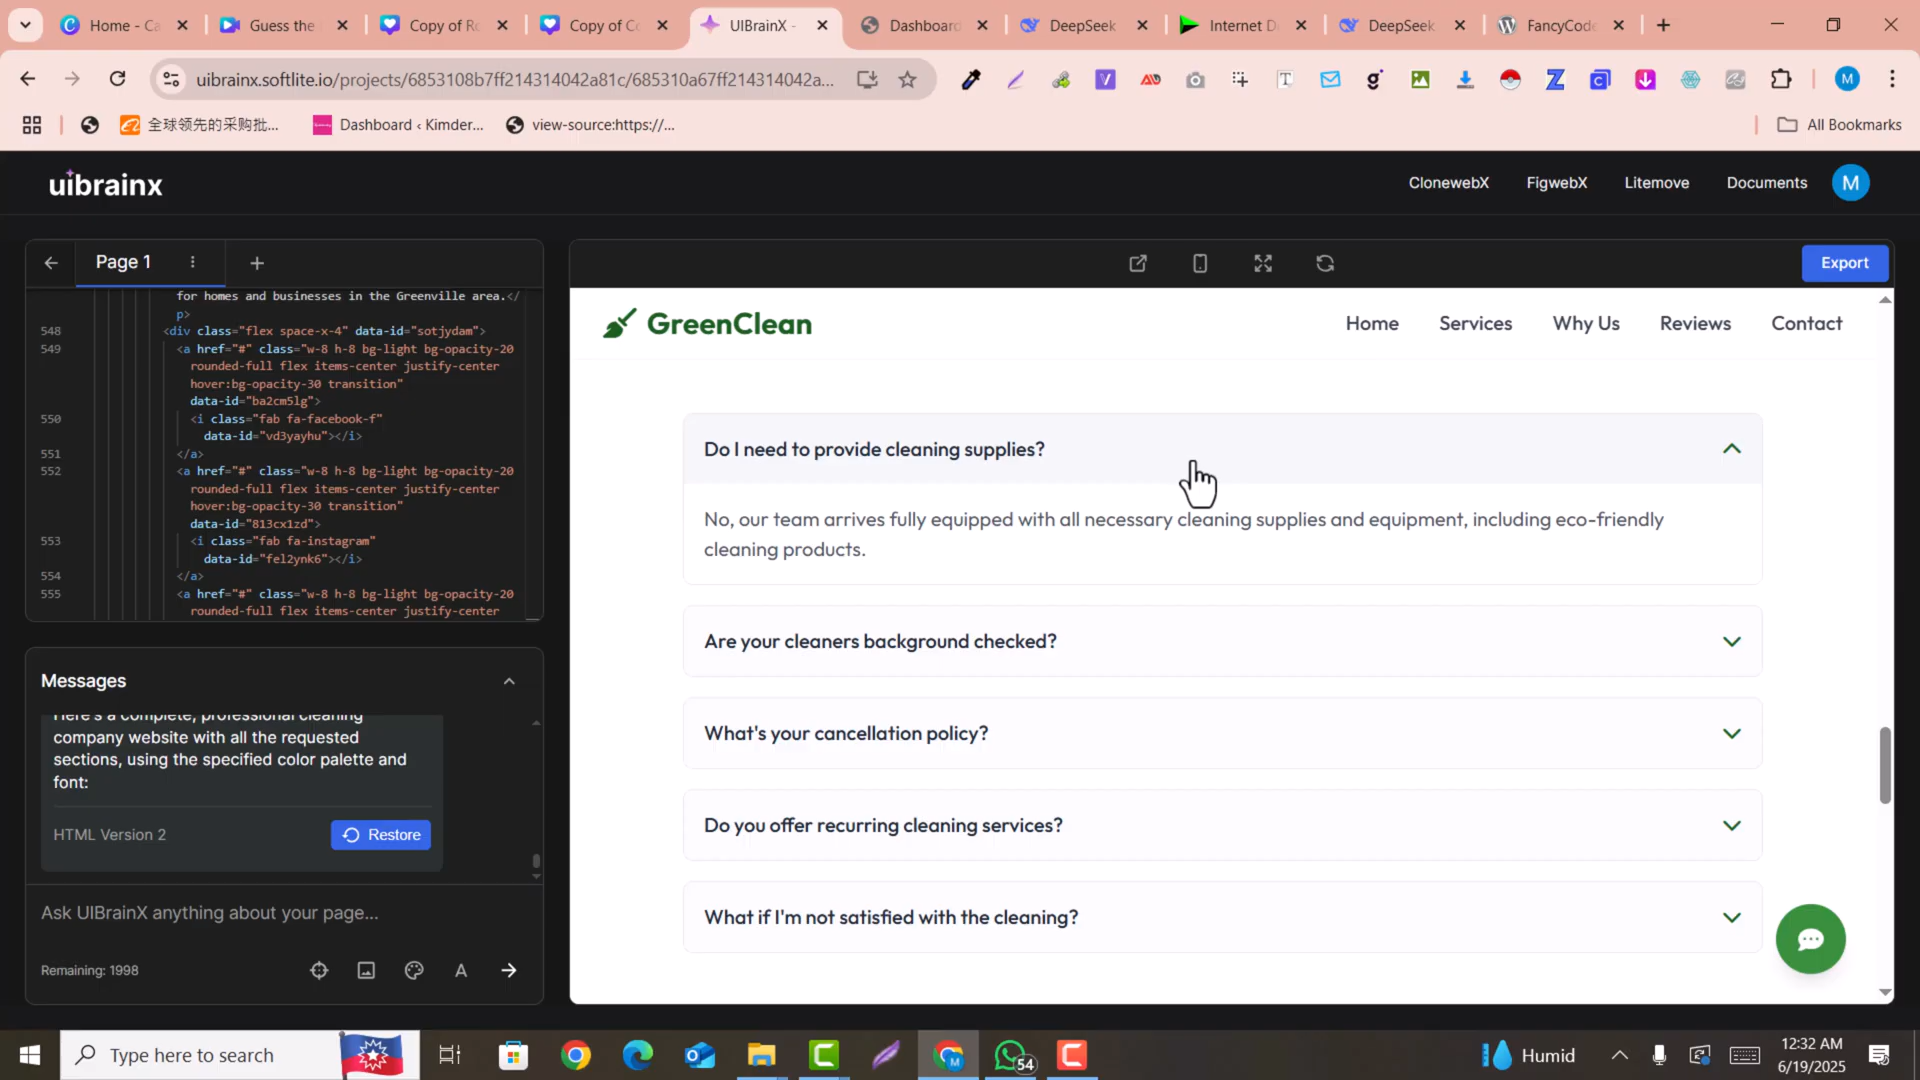 Home - Ca
Guess the
Copy of Ro
Copy of Co
UIBrainX -
Dashboard
DeepSeek
Internet D
DeepSeek
FancyCode
uibrainx.softlite.io/projects/6853108b7ff214314042a81c/685310a67ff214314042a...
全球领先的采购批...
Dashboard ‹ Kimder...
view-source:https://...
All Bookmarks
uibrainx
ClonewebX
FigwebX
Litemove
Documents
M
Page 1
Export
for homes and businesses in the Greenville area.</
p>
548 <div class="flex space-x-4" data-id="sotjydam">
549 <a href="#" class="w-8 h-8 bg-light bg-opacity-20
rounded-full flex items-center justify-center
hover:bg-opacity-30 transition"
data-id="ba2cm5lg">
550 <i class="fab fa-facebook-f"
data-id="vd3yayhu"></i>
551 </a>
552 <a href="#" class="w-8 h-8 bg-light bg-opacity-20
rounded-full flex items-center justify-center
hover:bg-opacity-30 transition"
data-id="813cx1zd">
553 <i class="fab fa-instagram"
data-id="fel2ynk6"></i>
554 </a>
555 <a href="#" class="w-8 h-8 bg-light bg-opacity-20
rounded-full flex items-center justify-center
Messages
Here's a complete, professional cleaning
company website with all the requested
sections, using the specified color palette and
font:
HTML Version 2
Restore
Ask UIBrainX anything about your page...
Remaining: 1998
GreenClean
Home
Services
Why Us
Reviews
Contact
Do I need to provide cleaning supplies?
No, our team arrives fully equipped with all necessary cleaning supplies and equipment, including eco-friendly
cleaning products.
Are your cleaners background checked?
What's your cancellation policy?
Do you offer recurring cleaning services?
What if I'm not satisfied with the cleaning?
Type here to search
54
Humid
12:32 AM
6/19/2025